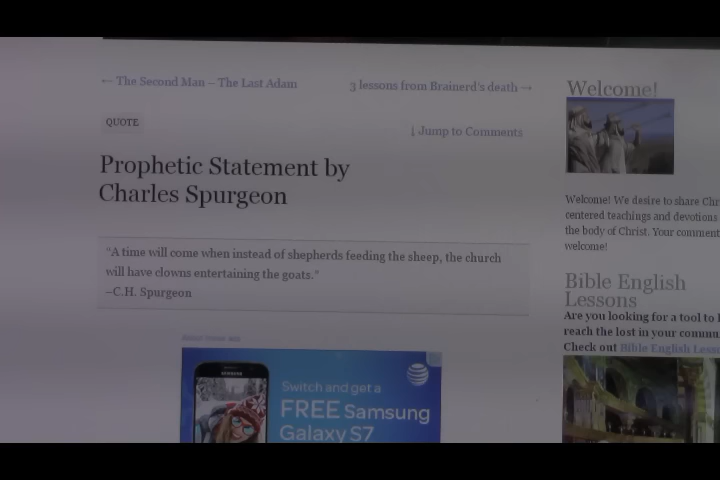 ← The Second Man – The Last Adam
3 lessons from Brainerd's death →
QUOTE
↓ Jump to Comments
Prophetic Statement by
Charles Spurgeon
"A time will come when instead of shepherds feeding the sheep, the church
will have clowns entertaining the goats."
–C.H. Spurgeon
SAMSUNG
Switch and get a
FREE Samsung
Galaxy S7
Welcome!
Welcome! We desire to share
centered teachings and devotions
the body of Christ. Your comment
welcome!
Bible English
Lessons
Are you looking for a tool to
reach the lost in your
Check out Bible English